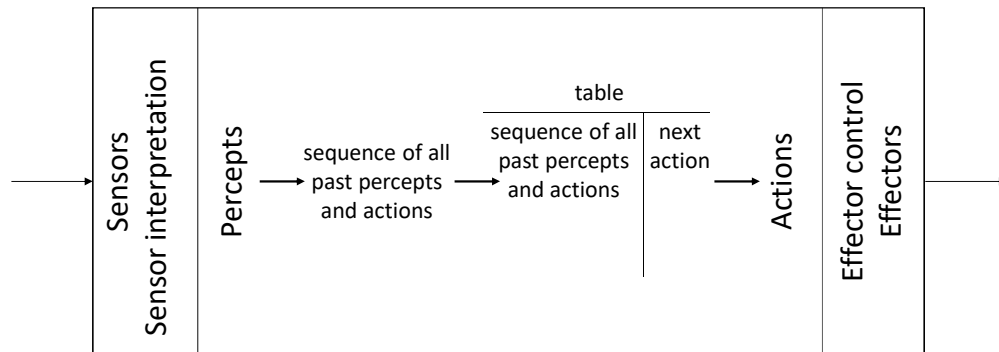 Sensors
Sensor interpretation
Percepts
sequence of all
past percepts
and actions
table
sequence of all
past percepts
and actions
next
action
Actions
Effector control
Effectors